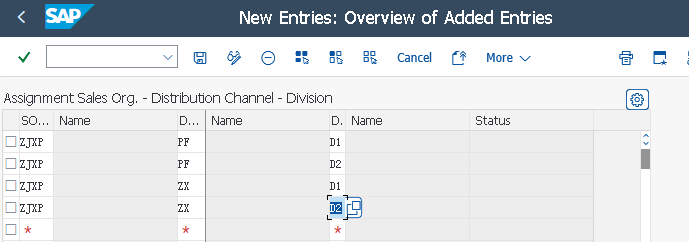 SAP New Entries: Overview of Added Entries
Cancel More
Assignment Sales Org. - Distribution Channel - Division
SO... Name D... Name D. Name Status
ZJXP PF D1
ZJXP PF D2
ZJXP ZX D1
ZJXP ZX D2
* * *